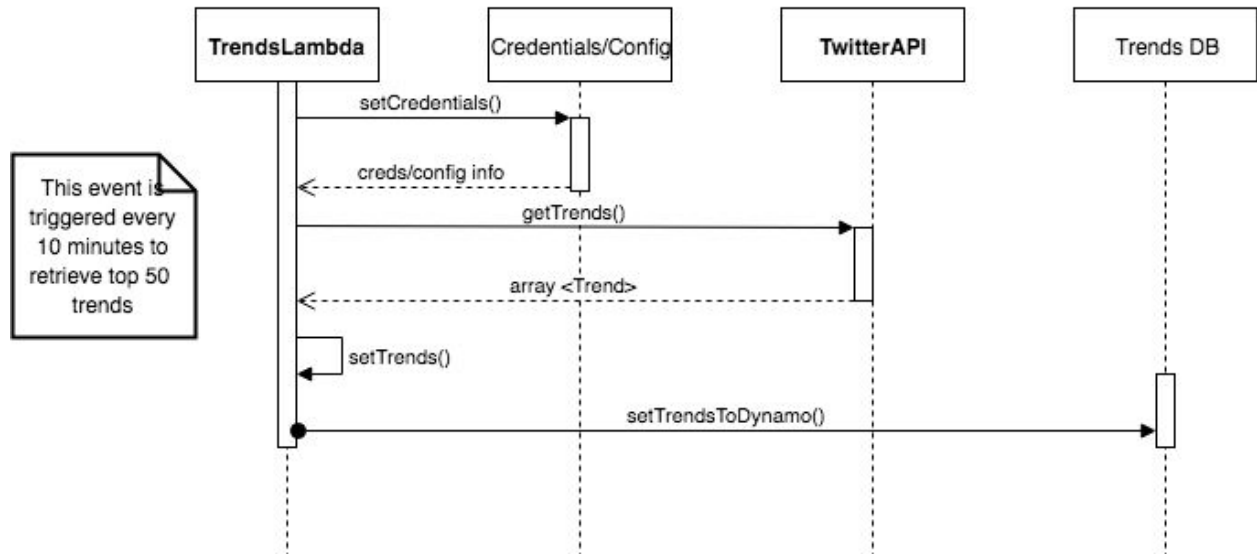 TrendsLambda
Credentials/Config
TwitterAPI
Trends DB
setCredentials()
creds/config info
getTrends()
array <Trend>
setTrends()
setTrendsToDynamo()
This event is
triggered every
10 minutes to
retrieve top 50
trends